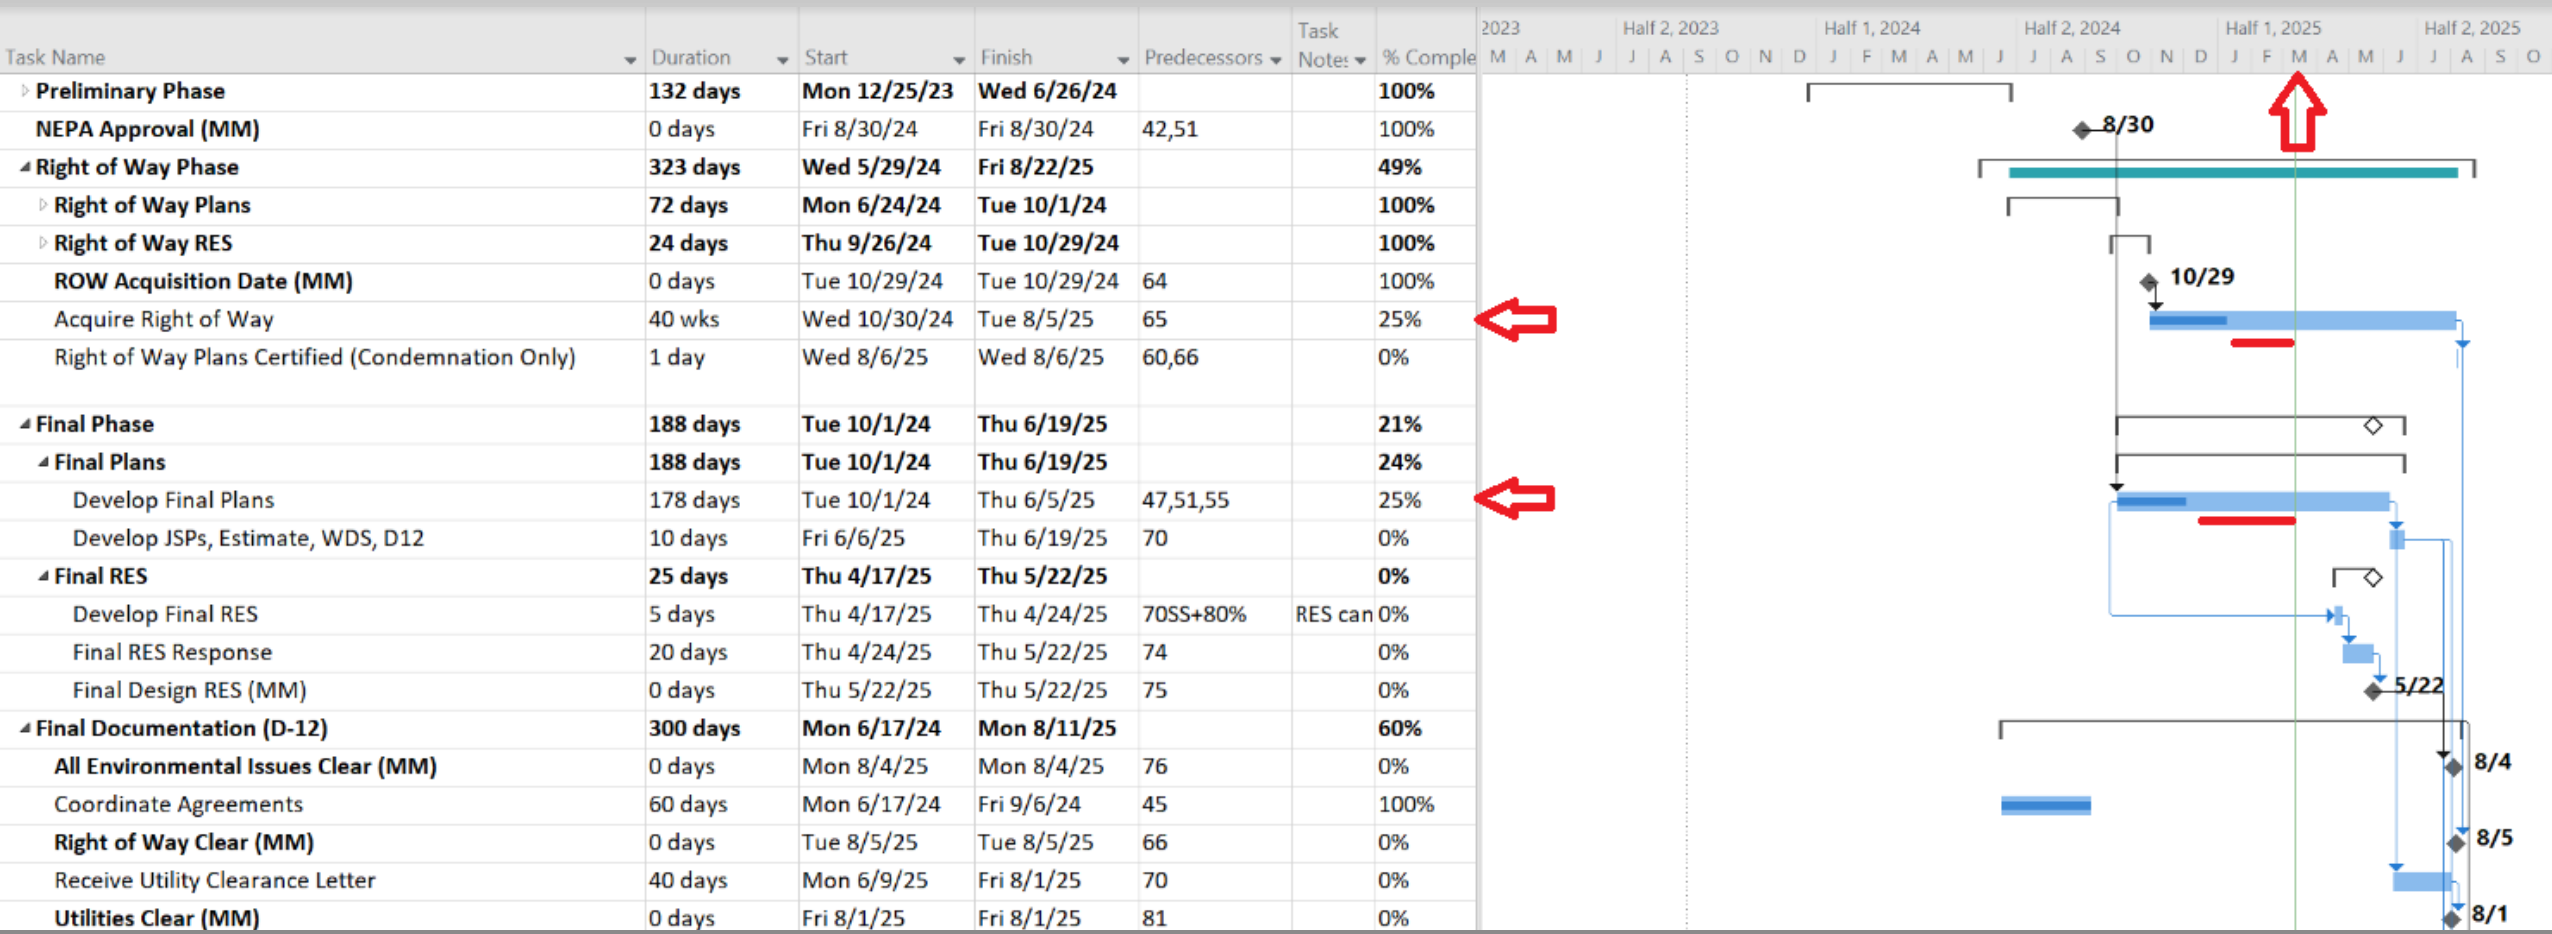 2023 Half 2, 2023 Half 1, 2024 Half 2, 2024 Half 1, 2025 Half 2, 2025
Task Name Duration Start Finish Predecessors Task Notes % Comple M A M J J A S O N D J F M A M J J A S O N D J F M A M J J A S O
Preliminary Phase 132 days Mon 12/25/23 Wed 6/26/24 100%
NEPA Approval (MM) 0 days Fri 8/30/24 Fri 8/30/24 42,51 100% 8/30
Right of Way Phase 323 days Wed 5/29/24 Fri 8/22/25 49%
Right of Way Plans 72 days Mon 6/24/24 Tue 10/1/24 100%
Right of Way RES 24 days Thu 9/26/24 Tue 10/29/24 100%
ROW Acquisition Date (MM) 0 days Tue 10/29/24 Tue 10/29/24 64 100% 10/29
Acquire Right of Way 40 wks Wed 10/30/24 Tue 8/5/25 65 25%
Right of Way Plans Certified (Condemnation Only) 1 day Wed 8/6/25 Wed 8/6/25 60,66 0%
Final Phase 188 days Tue 10/1/24 Thu 6/19/25 21%
Final Plans 188 days Tue 10/1/24 Thu 6/19/25 24%
Develop Final Plans 178 days Tue 10/1/24 Thu 6/5/25 47,51,55 25%
Develop JSPs, Estimate, WDS, D12 10 days Fri 6/6/25 Thu 6/19/25 70 0%
Final RES 25 days Thu 4/17/25 Thu 5/22/25 0%
Develop Final RES 5 days Thu 4/17/25 Thu 4/24/25 70SS+80% RES can 0%
Final RES Response 20 days Thu 4/24/25 Thu 5/22/25 74 0%
Final Design RES (MM) 0 days Thu 5/22/25 Thu 5/22/25 75 0% 5/22
Final Documentation (D-12) 300 days Mon 6/17/24 Mon 8/11/25 60%
All Environmental Issues Clear (MM) 0 days Mon 8/4/25 Mon 8/4/25 76 0% 8/4
Coordinate Agreements 60 days Mon 6/17/24 Fri 9/6/24 45 100%
Right of Way Clear (MM) 0 days Tue 8/5/25 Tue 8/5/25 66 0% 8/5
Receive Utility Clearance Letter 40 days Mon 6/9/25 Fri 8/1/25 70 0%
Utilities Clear (MM) 0 days Fri 8/1/25 Fri 8/1/25 81 0% 8/1